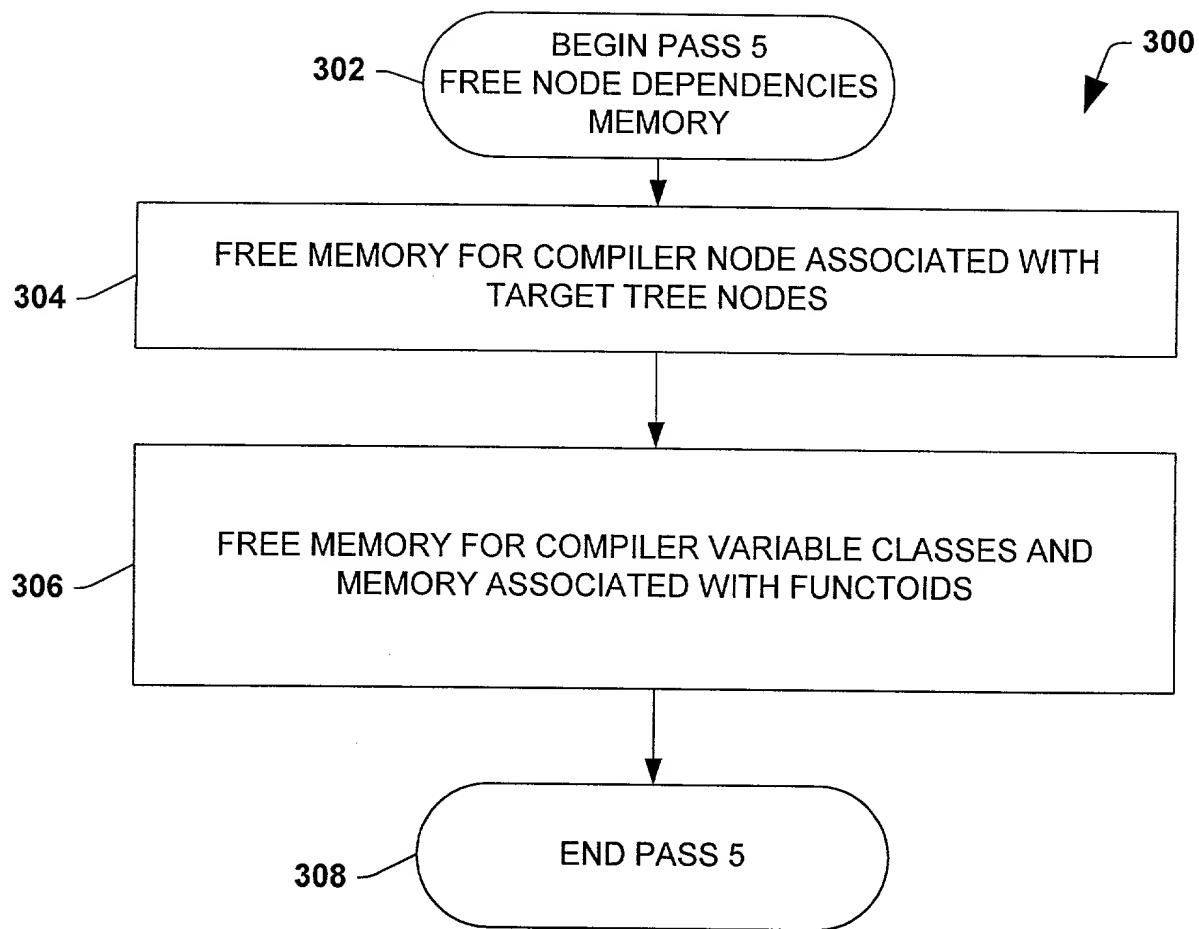 BEGIN PASS 5
FREE NODE DEPENDENCIES
MEMORY
302
300
FREE MEMORY FOR COMPILER NODE ASSOCIATED WITH
TARGET TREE NODES
304
FREE MEMORY FOR COMPILER VARIABLE CLASSES AND
MEMORY ASSOCIATED WITH FUNCTOIDS
306
END PASS 5
308